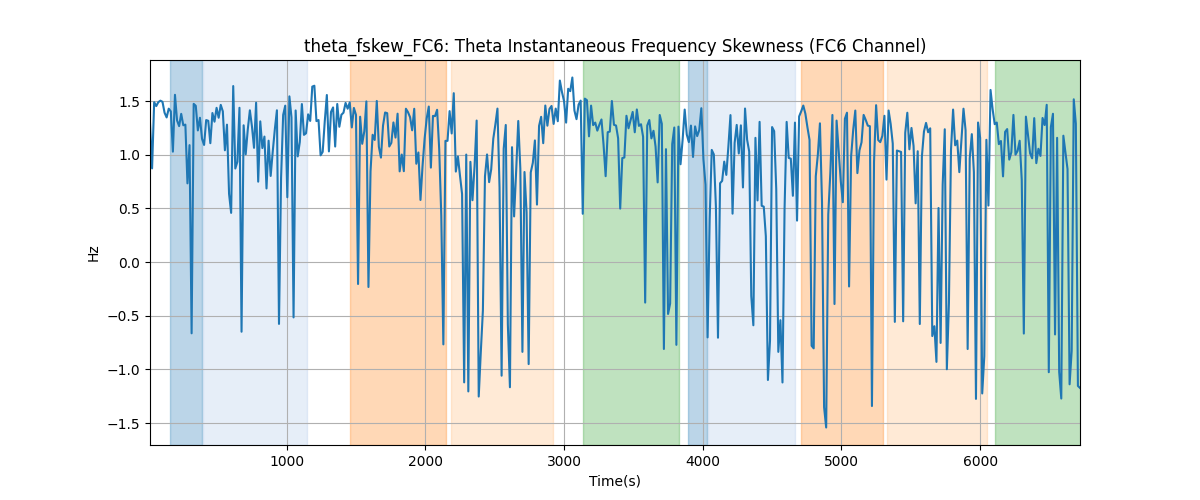 theta_fskew_FC6: Theta Instantaneous Frequency Skewness (FC6 Channel)
1.5
1.0
0.5
0.0
−0.5
−1.0
−1.5
Hz
1000 2000 3000 4000 5000 6000
Time(s)